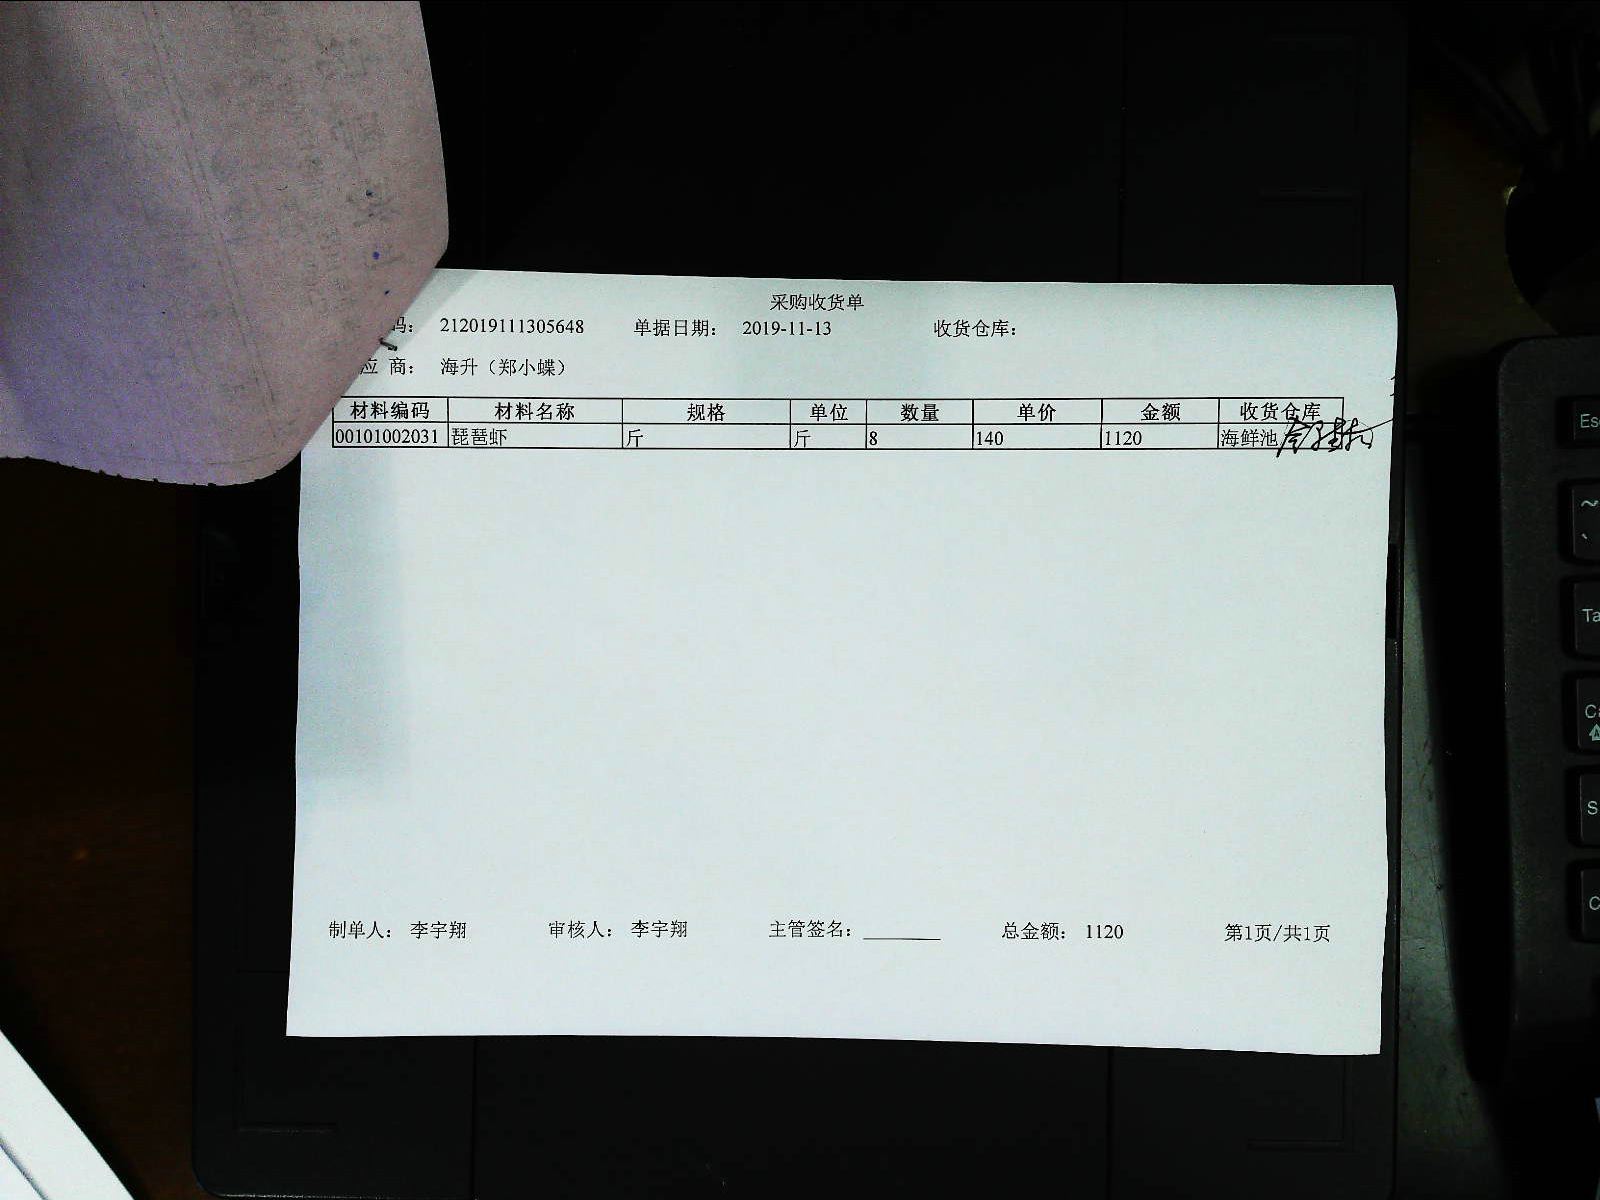 采购收货单
码： 212019111305648 单据日期： 2019-11-13 收货仓库：
应 商： 海升（郑小蝶）
材料编码 材料名称 规格 单位 数量 单价 金额 收货仓库
00101002031 琵琶虾 斤 斤 8 140 1120 海鲜池
制单人： 李宇翔 审核人： 李宇翔 主管签名： 总金额： 1120 第1页/共1页
Esc
~
Ta
Ca
S
C